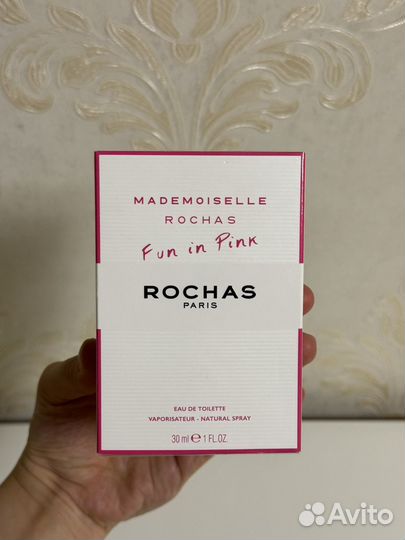 MADEMOISELLE
ROCHAS
Fun in Pink
ROCHAS
PARIS
EAU DE TOILETTE
VAPORISATEUR - NATURAL SPRAY
30 ml ℮ 1 FL.OZ.
Avito